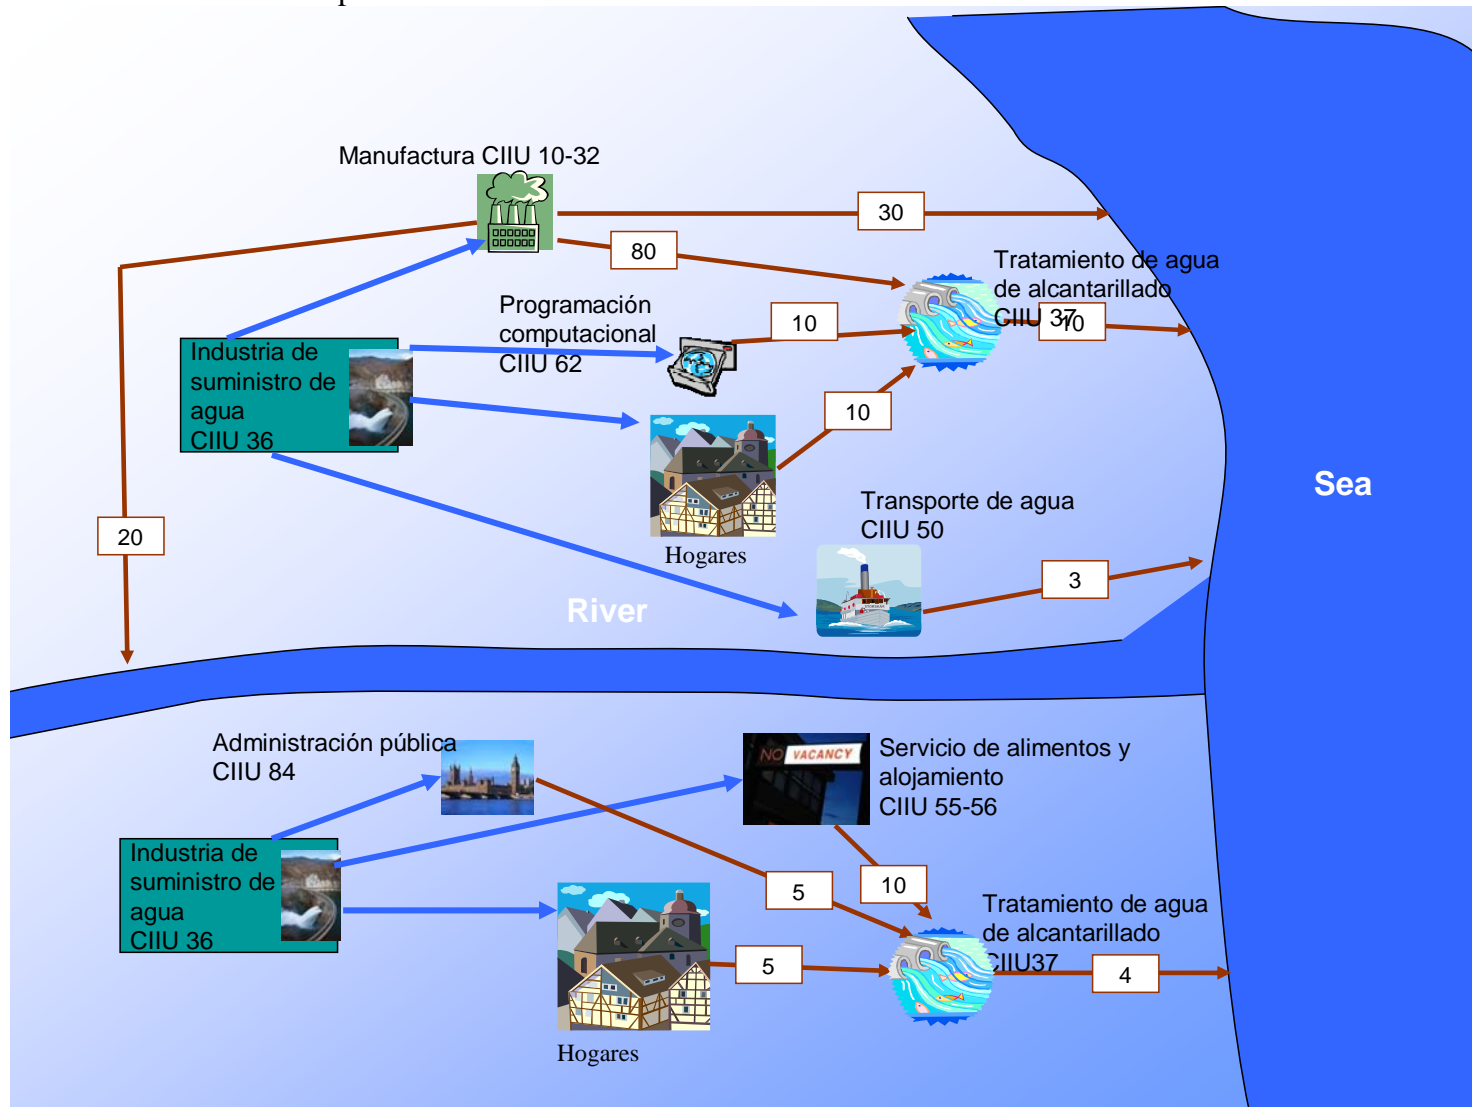 Manufactura CIIU 10-32
30
80
Tratamiento de agua
de alcantarillado
CIIU 37
10
Programación
computacional
CIIU 62
10
Industria de
suministro de
agua
CIIU 36
10
Sea
Transporte de agua
CIIU 50
20
Hogares
3
River
Administración pública
CIIU 84
NO VACANCY
Servicio de alimentos y
alojamiento
CIIU 55-56
Industria de
suministro de
agua
CIIU 36
5
10
Tratamiento de agua
de alcantarillado
CIIU37
5
4
Hogares